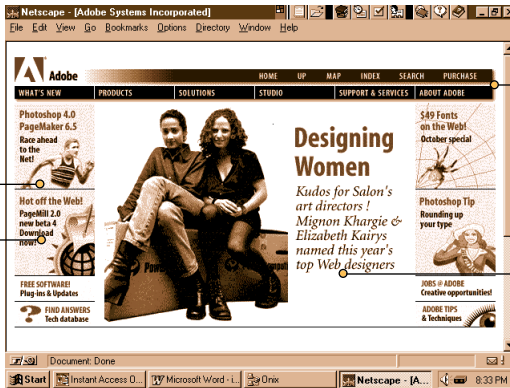 Netscape - [Adobe Systems Incorporated]
File Edit View Go Bookmarks Options Directory Window Help
Adobe
HOME UP MAP INDEX SEARCH PURCHASE
WHAT'S NEW PRODUCTS SOLUTIONS STUDIO SUPPORT & SERVICES ABOUT ADOBE
Photoshop 4.0
PageMaker 6.5
Race ahead
to the
Net!
Hot off the Web!
PageMill 2.0
new beta 4
Download
now!
FREE SOFTWARE!
Plug-ins & Updates
? FIND ANSWERS
Tech database
Designing
Women
Kudos for Salon's
art directors !
Mignon Khargie &
Elizabeth Kairys
named this year's
top Web designers
$49 Fonts
on the Web!
October special
Photoshop Tip
Rounding up
your type
JOBS @ ADOBE
Creative opportunities!
ADOBE TIPS
& Techniques
Document: Done
Start Instant Access O... Microsoft Word - i... Onix Netscape - [A... 8:33 PM